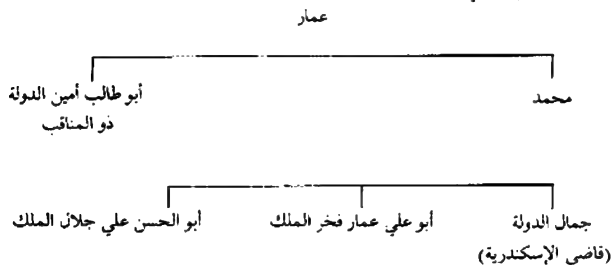 عمار
محمد
أبو طالب أمين الدولة
ذو المناقب
جمال الدولة
(قاضي الإسكندرية)
أبو علي عمار فخر الملك
أبو الحسن علي جلال الملك